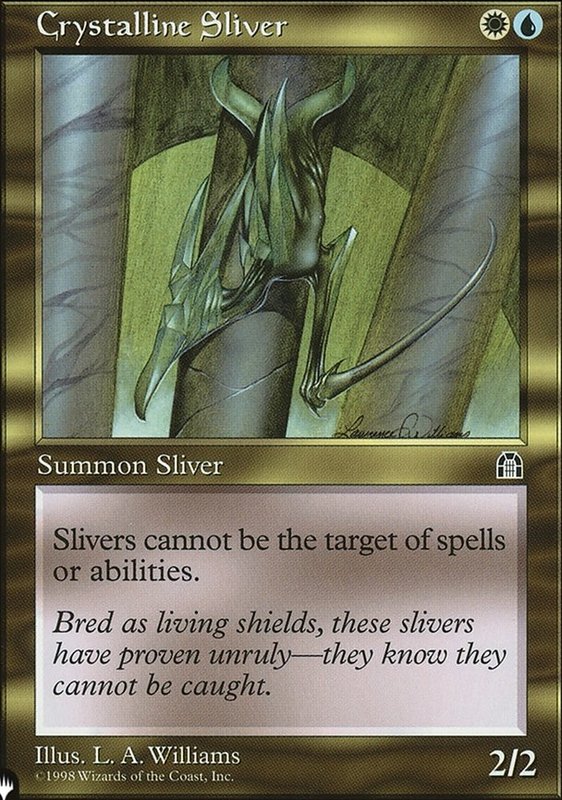 Crystalline Sliver
Laurence A. Williams
Summon Sliver
Slivers cannot be the target of spells
or abilities.
Bred as living shields, these slivers
have proven unruly—they know they
cannot be caught.
Illus. L. A. Williams
2/2
©1998 Wizards of the Coast, Inc.